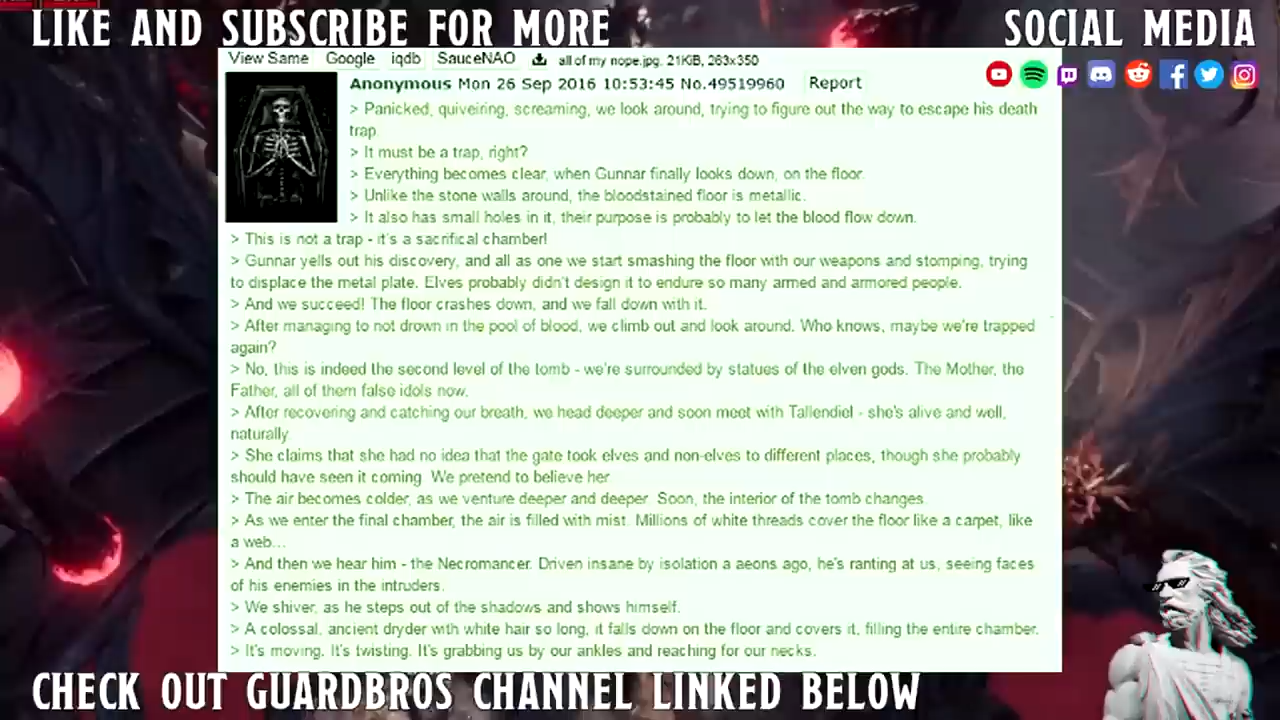 LIKE AND SUBSCRIBE FOR MORE
SOCIAL MEDIA
View Same Google iqdb SauceNAO all of my nope.jpg, 21KiB, 263x350
Anonymous Mon 26 Sep 2016 10:53:45 No.49519960 Report
> Panicked, quiveiring, screaming, we look around, trying to figure out the way to escape his death
trap.
> It must be a trap, right?
> Everything becomes clear, when Gunnar finally looks down, on the floor.
> Unlike the stone walls around, the bloodstained floor is metallic.
> It also has small holes in it, their purpose is probably to let the blood flow down.
> This is not a trap - it's a sacrifical chamber!
> Gunnar yells out his discovery, and all as one we start smashing the floor with our weapons and stomping, trying
to displace the metal plate. Elves probably didn't design it to endure so many armed and armored people.
> And we succeed! The floor crashes down, and we fall down with it.
> After managing to not drown in the pool of blood, we climb out and look around. Who knows, maybe we're trapped
again?
> No, this is indeed the second level of the tomb - we're surrounded by statues of the elven gods. The Mother, the
Father, all of them false idols now.
> After recovering and catching our breath, we head deeper and soon meet with Tallendiel - she's alive and well,
naturally.
> She claims that she had no idea that the gate took elves and non-elves to different places, though she probably
should have seen it coming. We pretend to believe her.
> The air becomes colder, as we venture deeper and deeper. Soon, the interior of the tomb changes.
> As we enter the final chamber, the air is filled with mist. Millions of white threads cover the floor like a carpet, like
a web...
> And then we hear him - the Necromancer. Driven insane by isolation a aeons ago, he's ranting at us, seeing faces
of his enemies in the intruders.
> We shiver, as he steps out of the shadows and shows himself.
> A colossal, ancient dryder with white hair so long, it falls down on the floor and covers it, filling the entire chamber.
> It's moving. It's twisting. It's grabbing us by our ankles and reaching for our necks.
CHECK OUT GUARDBROS CHANNEL LINKED BELOW